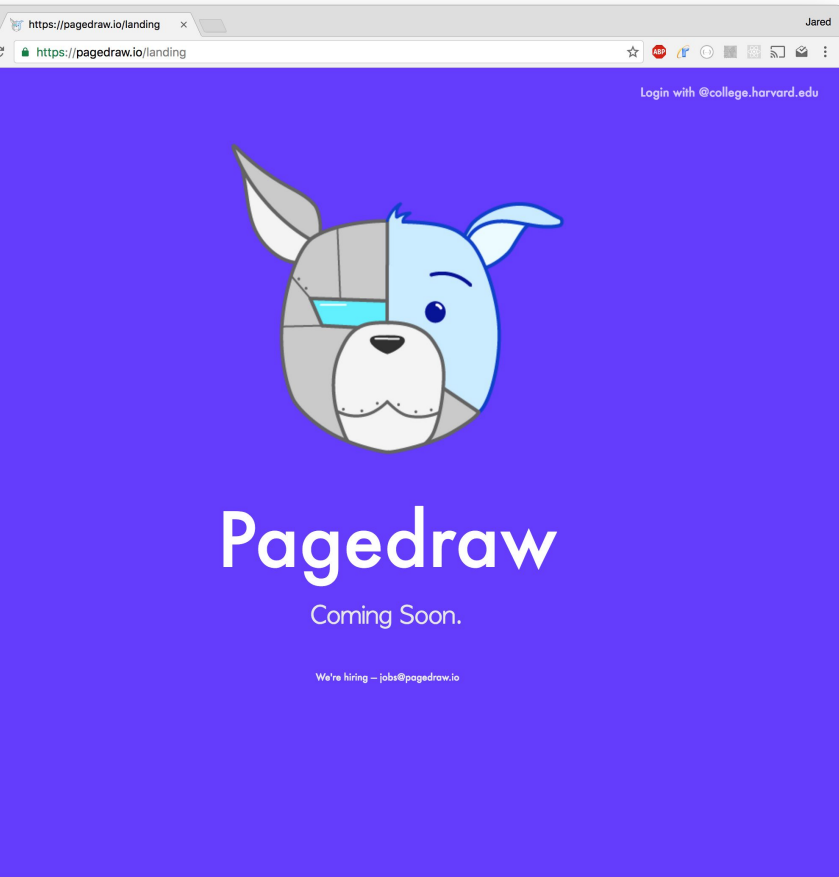 https://pagedraw.io/landing
Jared
https://pagedraw.io/landing
ABP
Login with @college.harvard.edu
Pagedraw
Coming Soon.
We're hiring — jobs@pagedraw.io